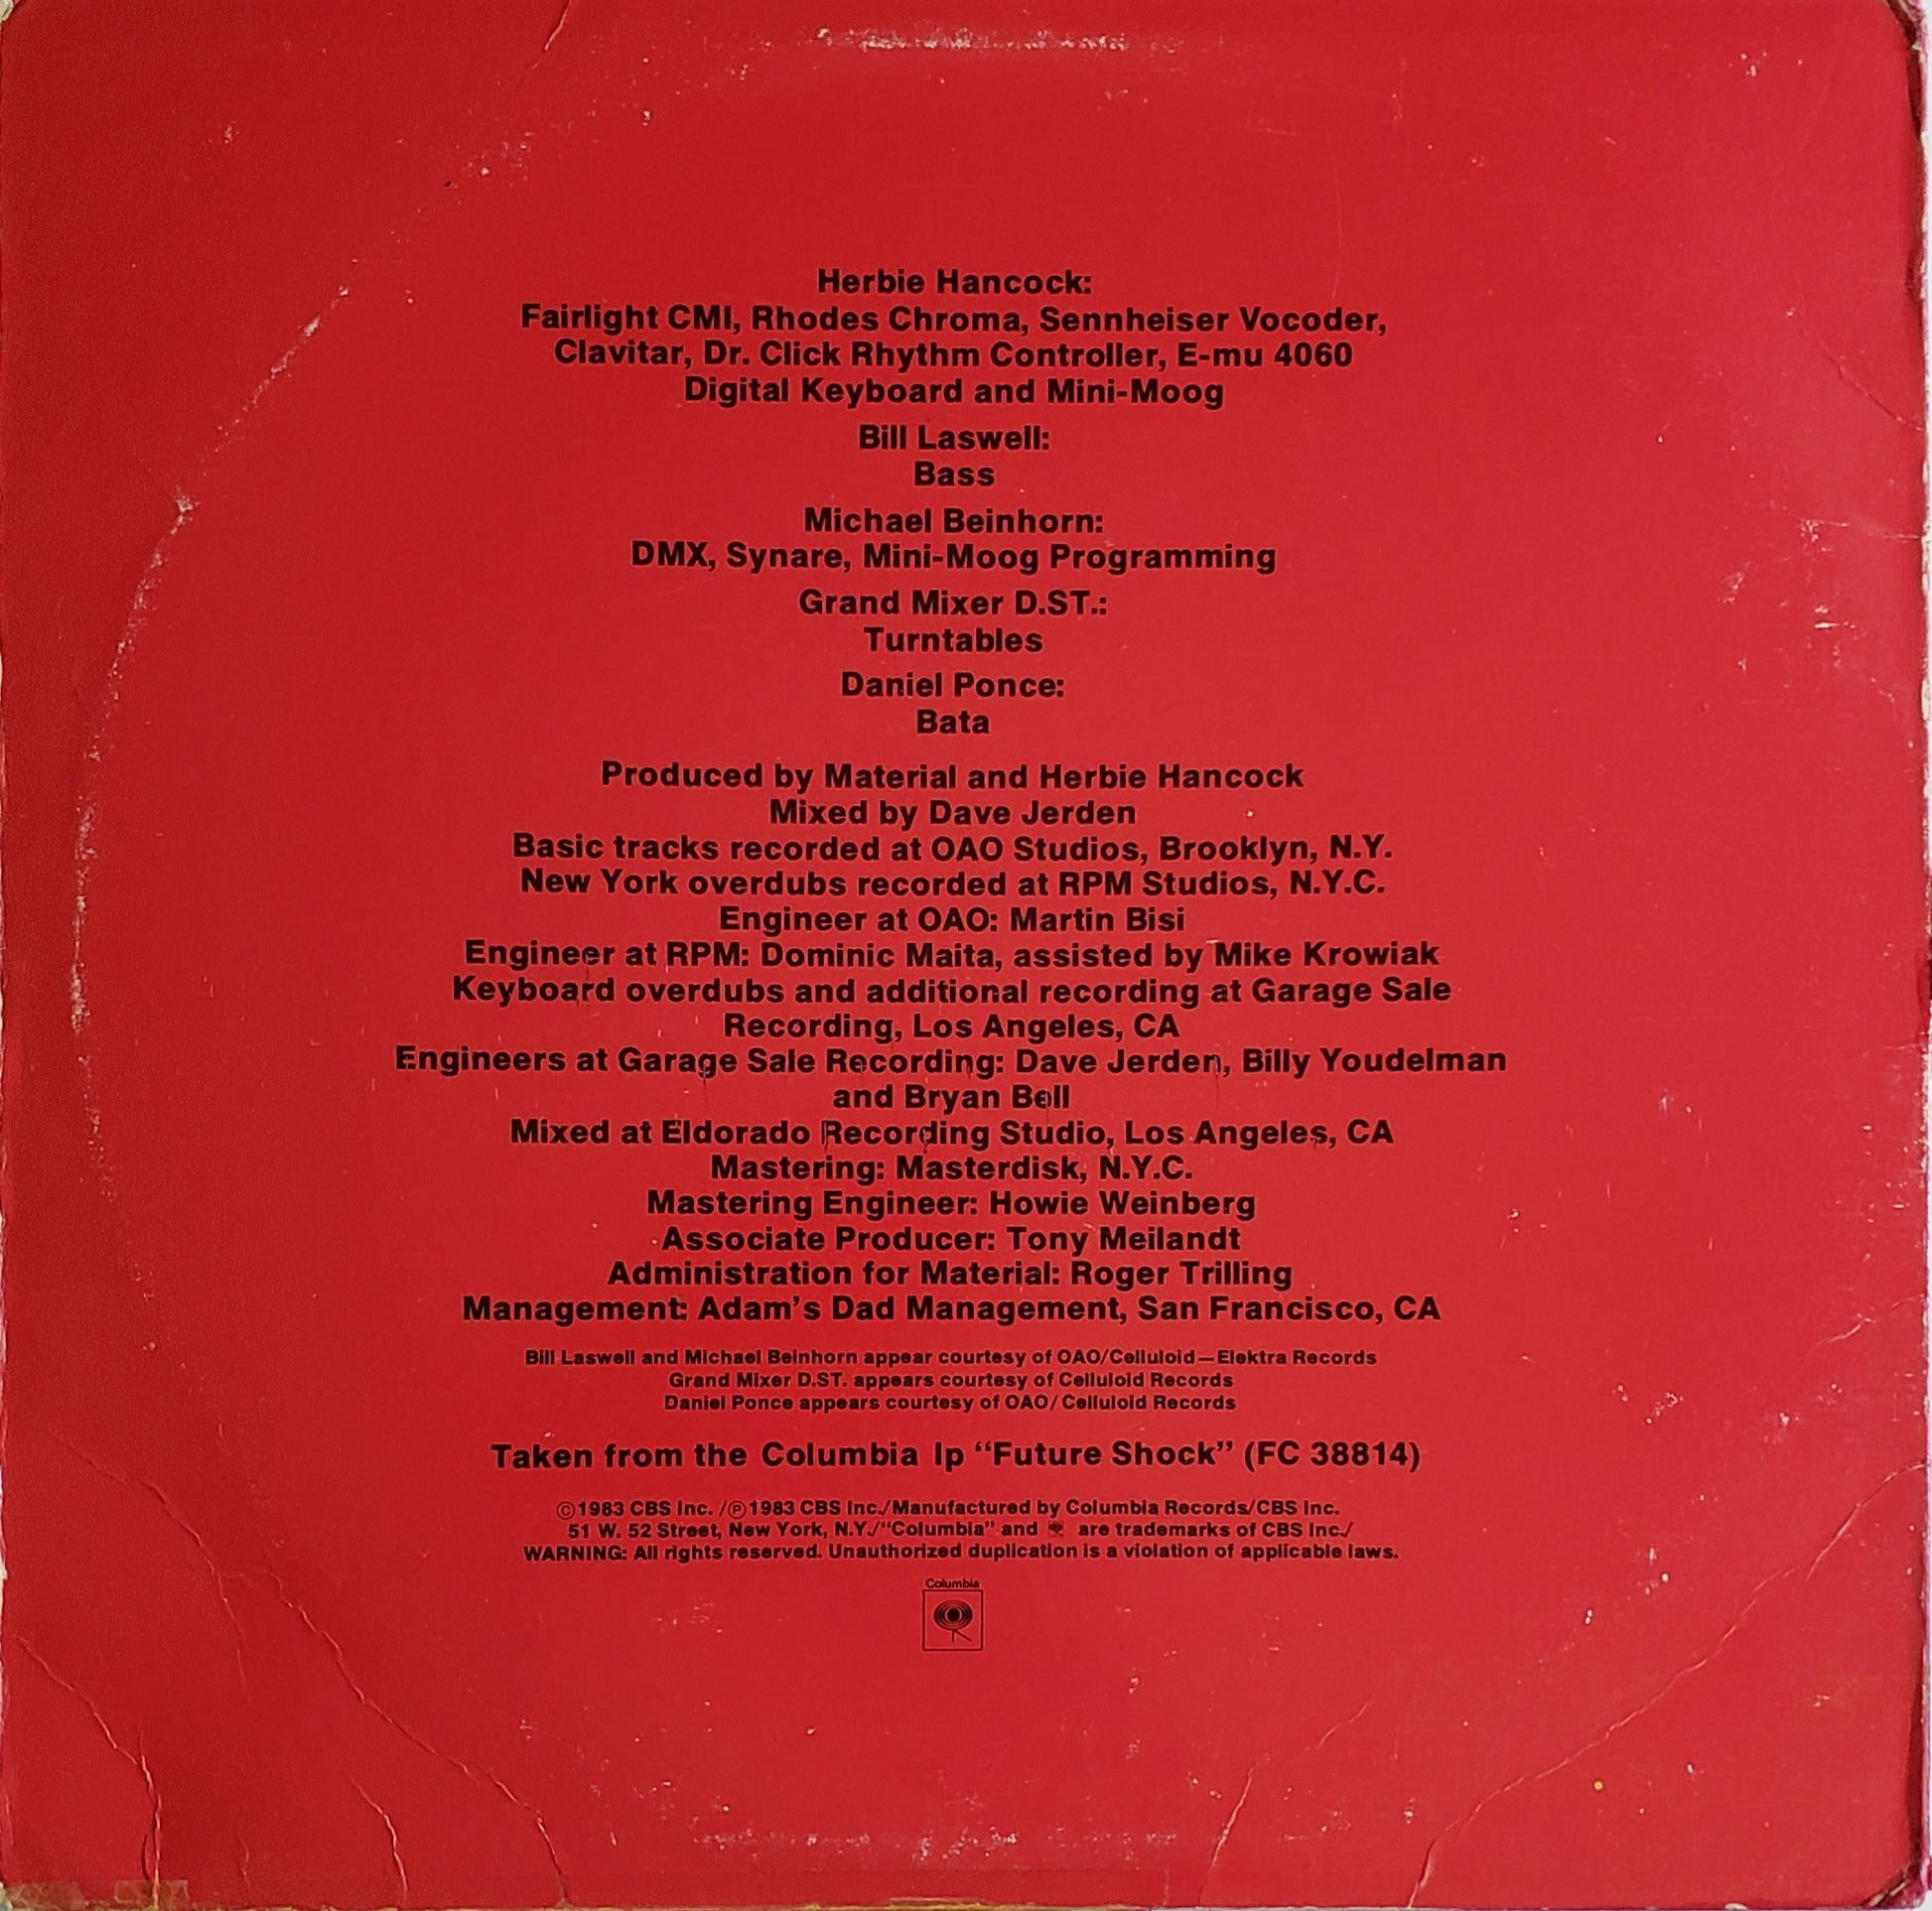 Herbie Hancock:
Fairlight CMI, Rhodes Chroma, Sennheiser Vocoder,
Clavitar, Dr. Click Rhythm Controller, E-mu 4060
Digital Keyboard and Mini-Moog
Bill Laswell:
Bass
Michael Beinhorn:
DMX, Synare, Mini-Moog Programming
Grand Mixer D.ST.:
Turntables
Daniel Ponce:
Bata
Produced by Material and Herbie Hancock
Mixed by Dave Jerden
Basic tracks recorded at OAO Studios, Brooklyn, N.Y.
New York overdubs recorded at RPM Studios, N.Y.C.
Engineer at OAO: Martin Bisi
Engineer at RPM: Dominic Maita, assisted by Mike Krowiak
Keyboard overdubs and additional recording at Garage Sale
Recording, Los Angeles, CA
Engineers at Garage Sale Recording: Dave Jerden, Billy Youdelman
and Bryan Bell
Mixed at Eldorado Recording Studio, Los Angeles, CA
Mastering: Masterdisk, N.Y.C.
Mastering Engineer: Howie Weinberg
Associate Producer: Tony Meilandt
Administration for Material: Roger Trilling
Management: Adam's Dad Management, San Francisco, CA
Bill Laswell and Michael Beinhorn appear courtesy of OAO/Celluloid—Elektra Records
Grand Mixer D.ST. appears courtesy of Celluloid Records
Daniel Ponce appears courtesy of OAO/Celluloid Records
Taken from the Columbia lp “Future Shock” (FC 38814)
©1983 CBS Inc./℗1983 CBS Inc./Manufactured by Columbia Records/CBS Inc.
51 W. 52 Street, New York, N.Y./“Columbia” and are trademarks of CBS Inc./
WARNING: All rights reserved. Unauthorized duplication is a violation of applicable laws.
Columbia